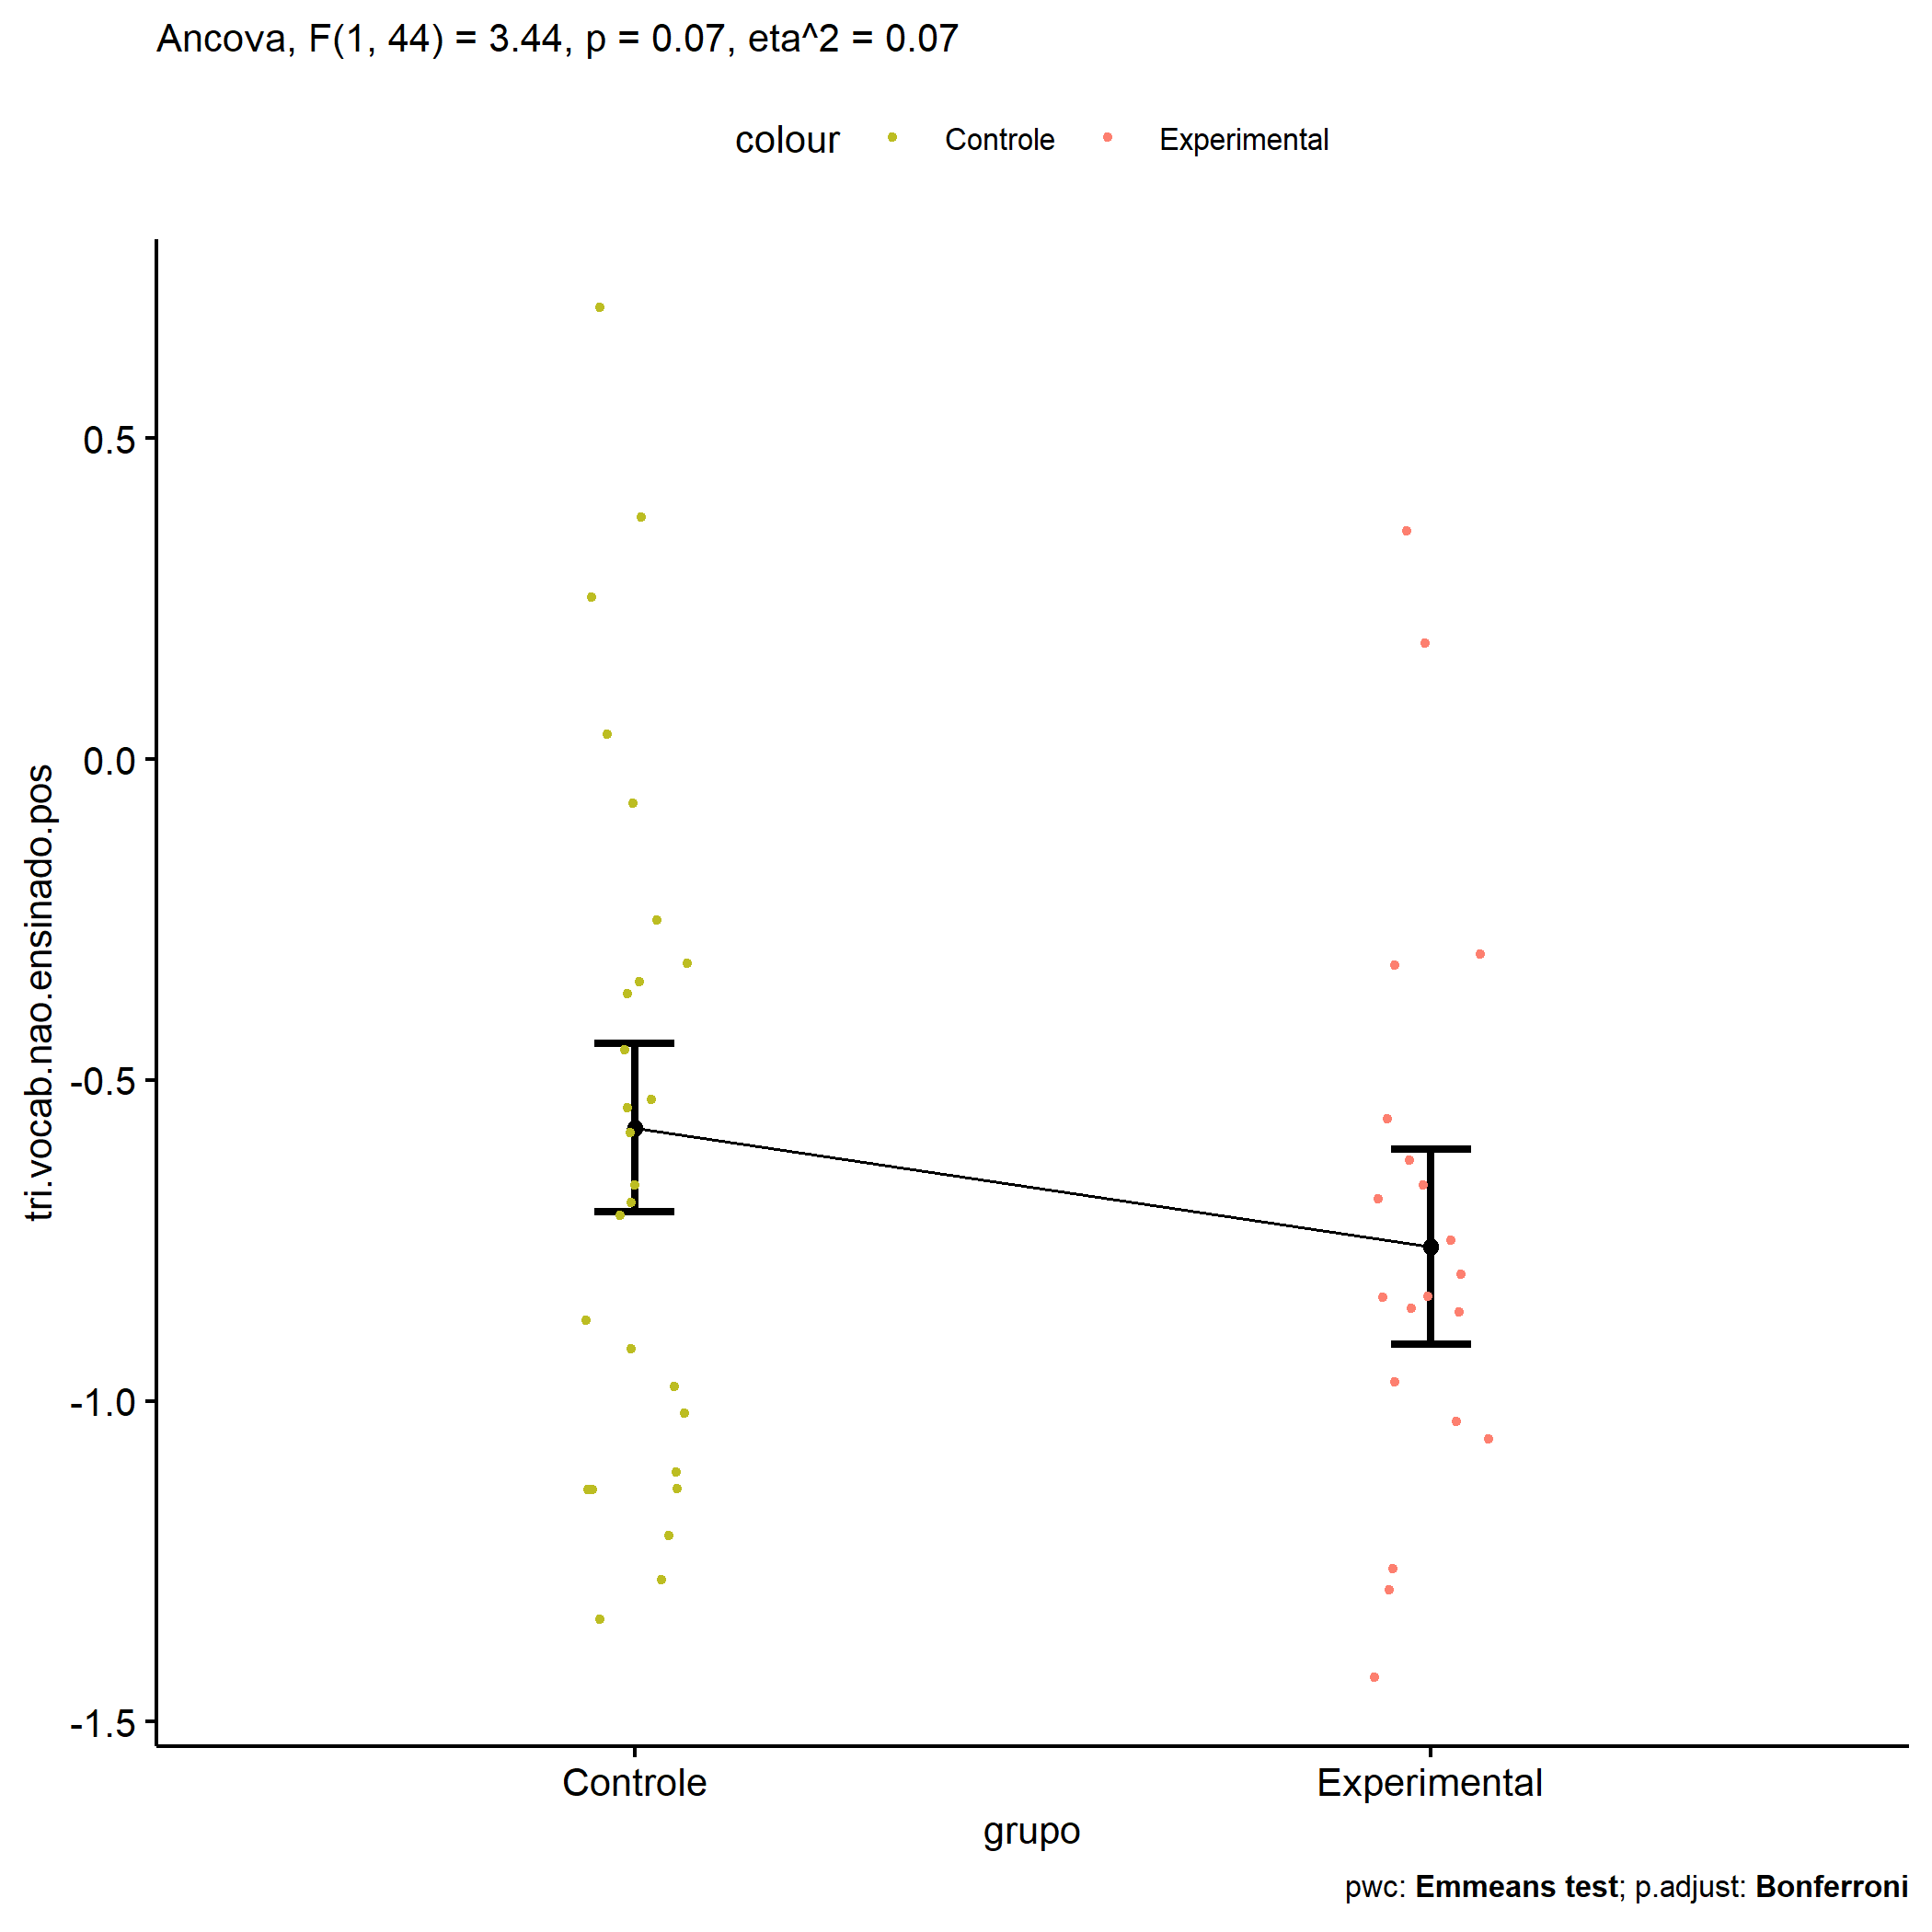 Ancova, F(1, 44) = 3.44, p = 0.07, eta^2 = 0.07
colour Controle Experimental
tri.vocab.nao.ensinado.pos
0.5
0.0
-0.5
-1.0
-1.5
Controle Experimental
grupo
pwc: Emmeans test; p.adjust: Bonferroni